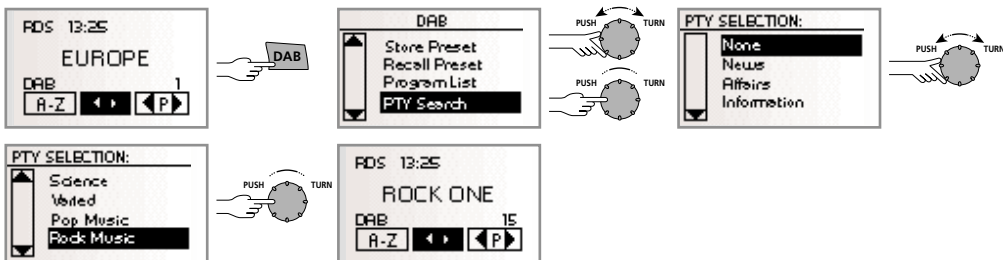 RDS 13:25
EUROPE
DAB 1
A-Z P
DAB
DAB
Store Preset
Recall Preset
Program List
PTY Search
PUSH TURN
PUSH TURN
PTY SELECTION:
None
News
Affairs
Information
PUSH TURN
PTY SELECTION:
Science
Varied
Pop Music
Rock Music
PUSH TURN
RDS 13:25
ROCK ONE
DAB 15
A-Z P